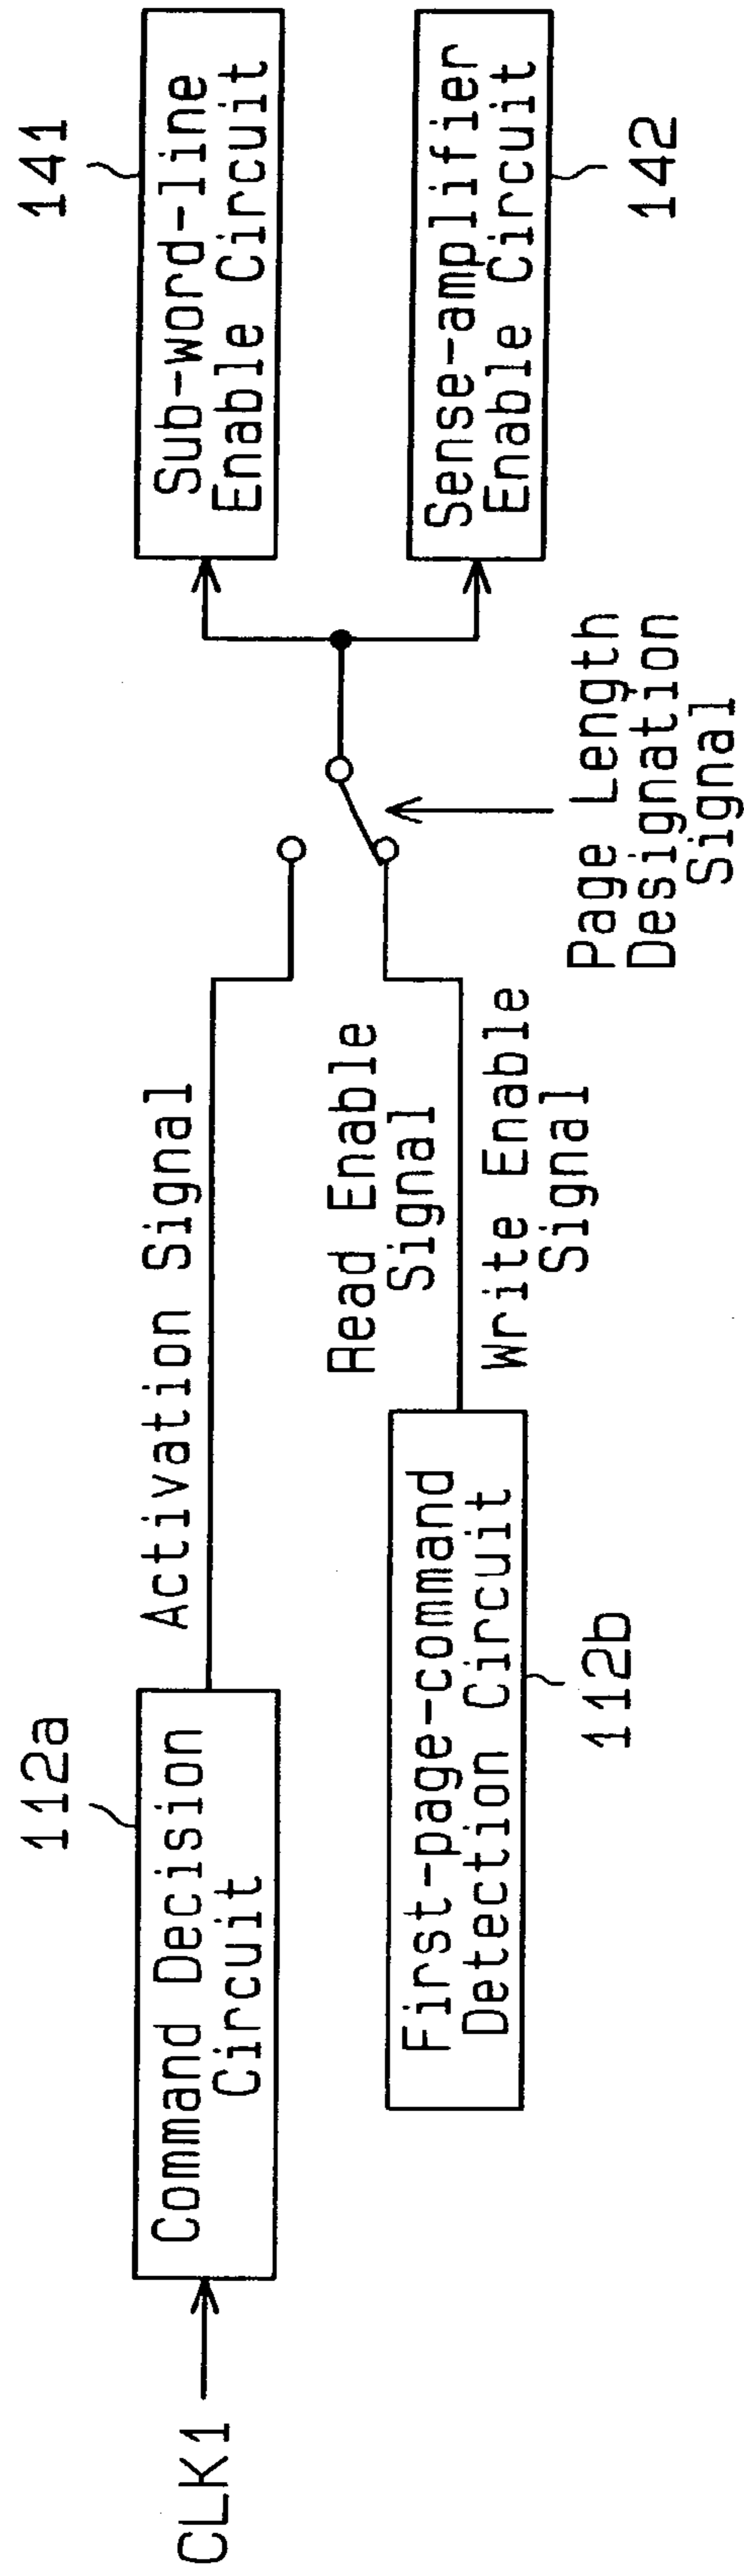 CLK1
112a
Command Decision
Circuit
Activation Signal
First-page-command
Detection Circuit
112b
Read Enable
Signal
Write Enable
Signal
Page Length
Designation
Signal
141
Sub-word-line
Enable Circuit
Sense-amplifier
Enable Circuit
142